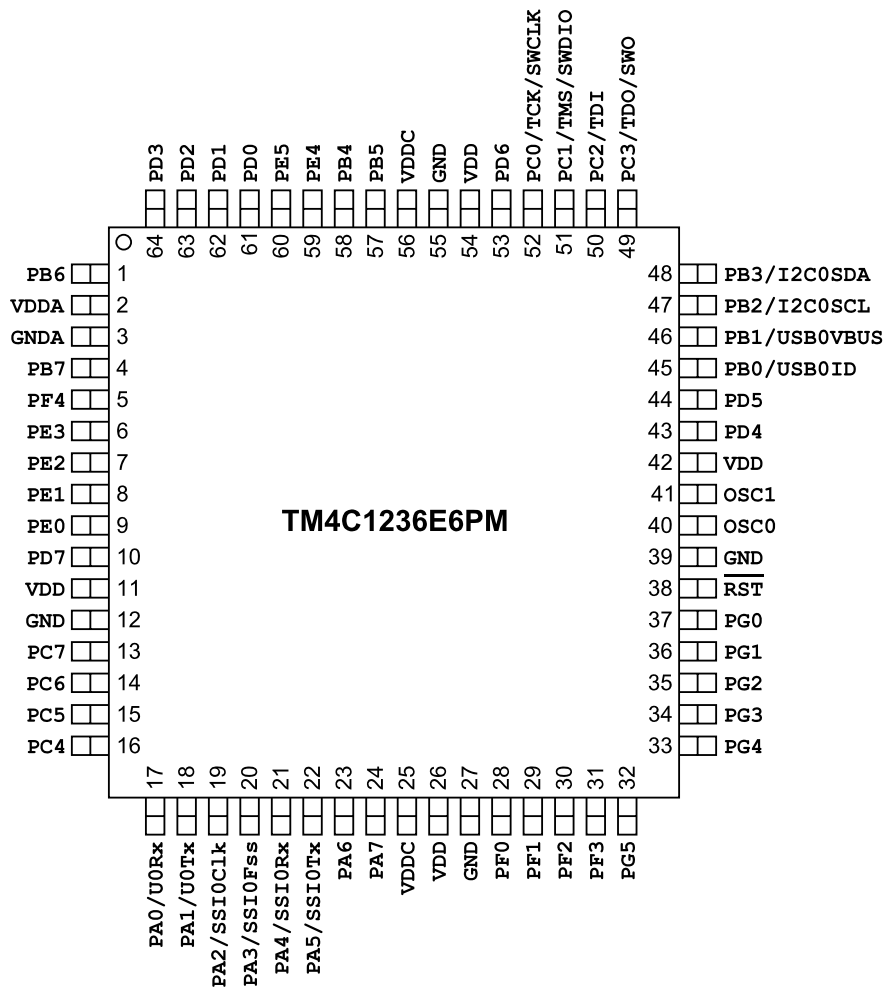 PC0/TCK/SWCLK
PC1/TMS/SWDIO
PC2/TDI
PC3/TDO/SWO
PD3
PD2
PD1
PD0
PE5
PE4
PB4
PB5
VDDC
GND
VDD
PD6
64
63
62
61
60
59
58
57
56
55
54
53
52
51
50
49
PB6 1
VDDA 2
GNDA 3
PB7 4
PF4 5
PE3 6
PE2 7
PE1 8
PE0 9
PD7 10
VDD 11
GND 12
PC7 13
PC6 14
PC5 15
PC4 16
TM4C1236E6PM
48 PB3/I2C0SDA
47 PB2/I2C0SCL
46 PB1/USB0VBUS
45 PB0/USB0ID
44 PD5
43 PD4
42 VDD
41 OSC1
40 OSC0
39 GND
38 RST
37 PG0
36 PG1
35 PG2
34 PG3
33 PG4
17
18
19
20
21
22
23
24
25
26
27
28
29
30
31
32
PA0/U0Rx
PA1/U0Tx
PA2/SSI0Clk
PA3/SSI0Fss
PA4/SSI0Rx
PA5/SSI0Tx
PA6
PA7
VDDC
VDD
GND
PF0
PF1
PF2
PF3
PG5